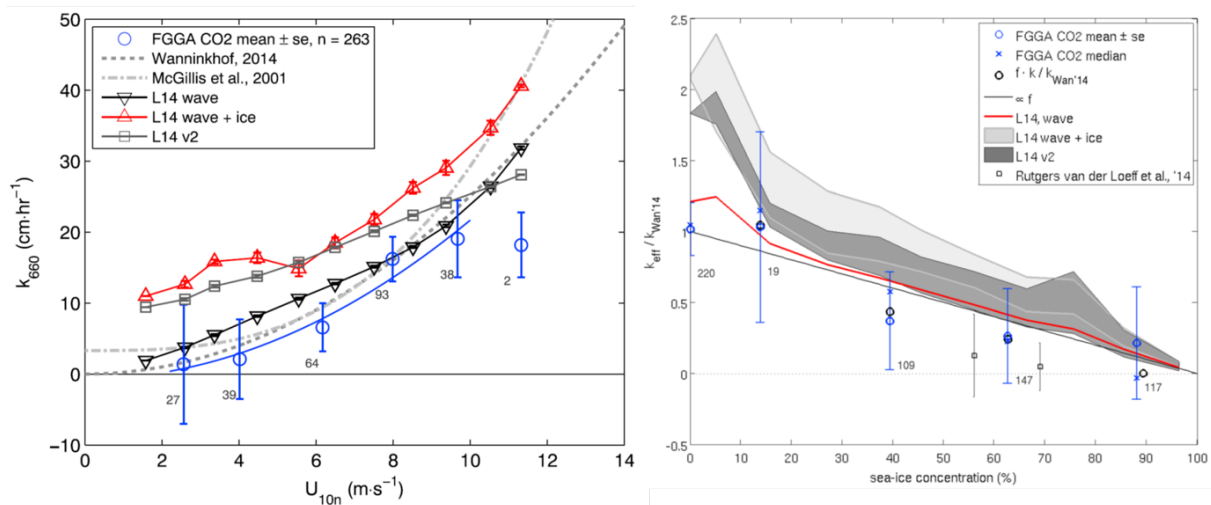 50
40
30
20
10
0
−10
k660 (cm·hr−1)
FGGA CO2 mean ± se, n = 263
Wanninkhof, 2014
McGillis et al., 2001
L14 wave
L14 wave + ice
L14 v2
27
39
64
93
38
2
0 2 4 6 8 10 12 14
U10n (m·s−1)
2.5
2
1.5
1
0.5
0
-0.5
keff / kWan'14
FGGA CO2 mean ± se
FGGA CO2 median
f · k / kWan'14
∝ f
L14, wave
L14 wave + ice
L14 v2
Rutgers van der Loeff et al., '14
220
19
109
147
117
0 10 20 30 40 50 60 70 80 90 100
sea-ice concentration (%)